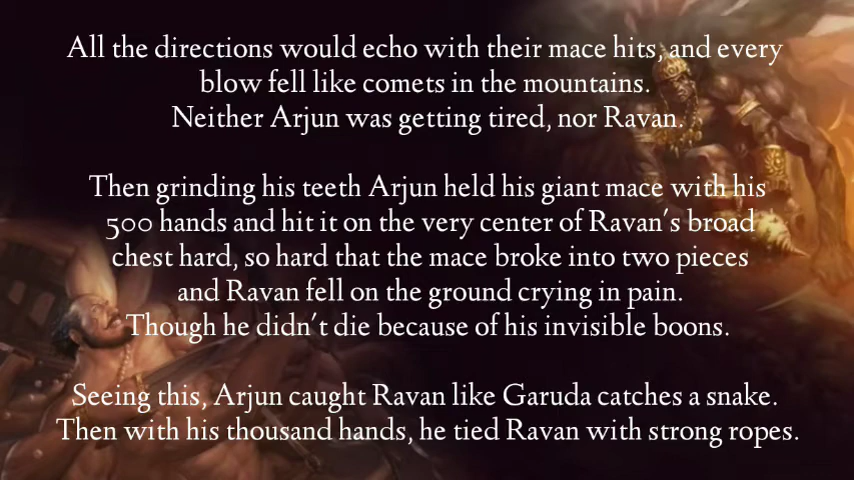 All the directions would echo with their mace hits, and every
blow fell like comets in the mountains.
Neither Arjun was getting tired, nor Ravan.
Then grinding his teeth Arjun held his giant mace with his
500 hands and hit it on the very center of Ravan's broad
chest hard, so hard that the mace broke into two pieces
and Ravan fell on the ground crying in pain.
Though he didn't die because of his invisible boons.
Seeing this, Arjun caught Ravan like Garuda catches a snake.
Then with his thousand hands, he tied Ravan with strong ropes.